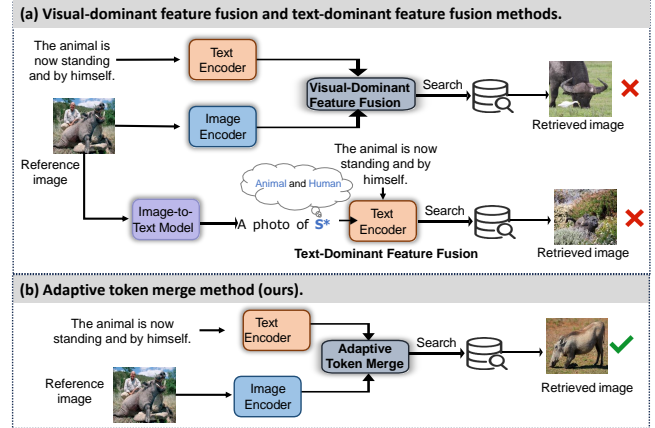 (a) Visual-dominant feature fusion and text-dominant feature fusion methods.
The animal is
now standing
and by himself.
Text
Encoder
Visual-Dominant
Feature Fusion
Search
Retrieved image
Image
Encoder
Reference
image
The animal is now
standing and by
himself.
Animal and Human
Image-to-
Text Model
A photo of S*
Text
Encoder
Search
Retrieved image
Text-Dominant Feature Fusion
(b) Adaptive token merge method (ours).
The animal is now
standing and by himself.
Text
Encoder
Adaptive
Token Merge
Search
Retrieved image
Reference
image
Image
Encoder